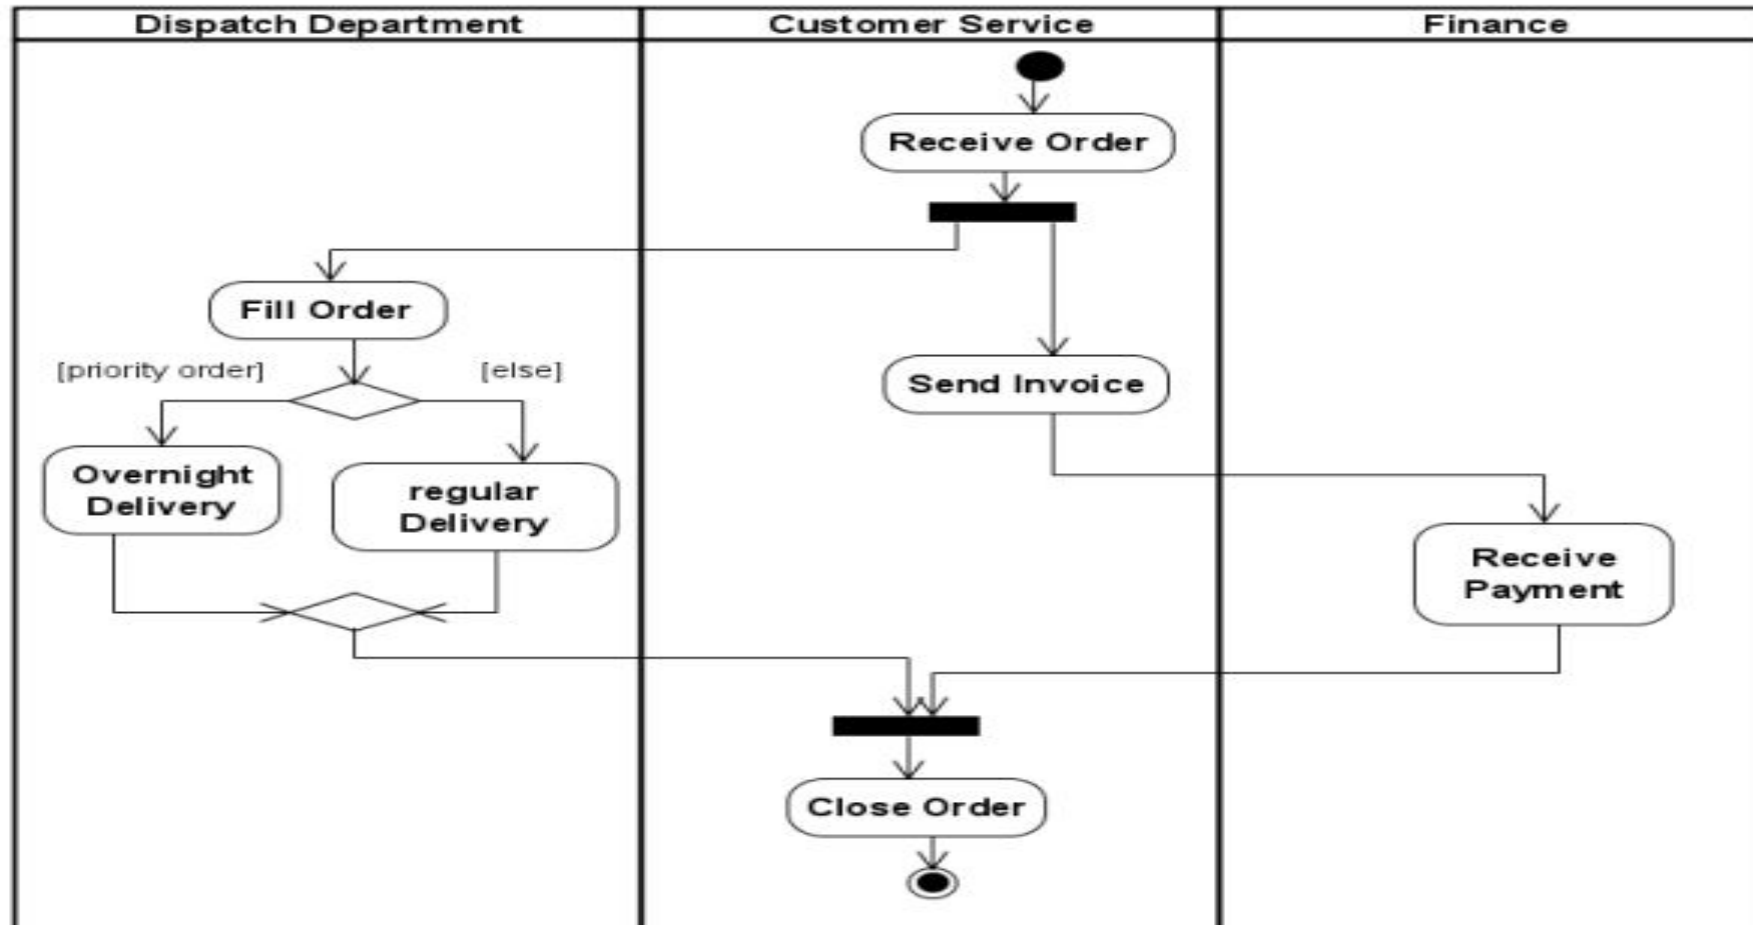 Dispatch Department
Customer Service
Finance
Receive Order
Fill Order
[priority order]
[else]
Send Invoice
Overnight
Delivery
regular
Delivery
Receive
Payment
Close Order